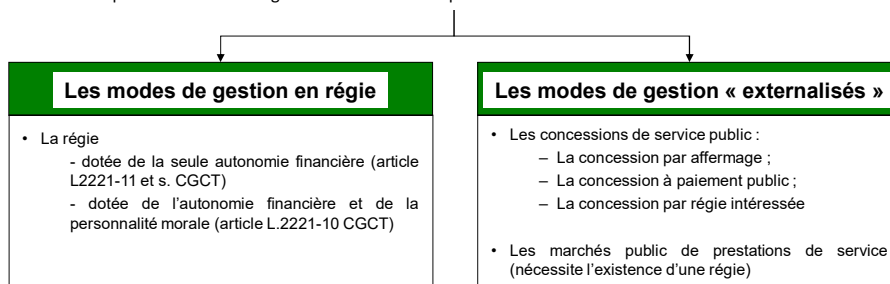 Les modes de gestion en régie
• La régie
- dotée de la seule autonomie financière (article
L2221-11 et s. CGCT)
- dotée de l'autonomie financière et de la
personnalité morale (article L.2221-10 CGCT)
Les modes de gestion « externalisés »
• Les concessions de service public :
– La concession par affermage ;
– La concession à paiement public ;
– La concession par régie intéressée
• Les marchés public de prestations de service
(nécessite l'existence d'une régie)